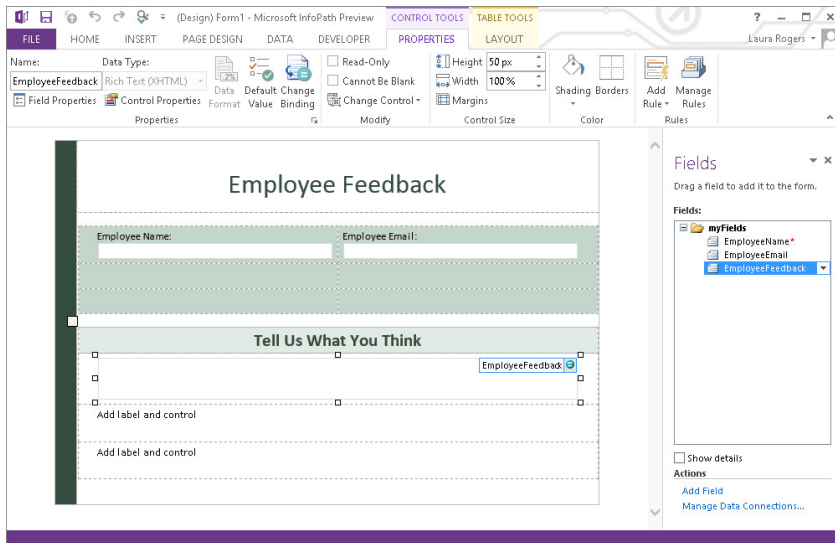 (Design) Form1 - Microsoft InfoPath Preview
CONTROL TOOLS TABLE TOOLS
?
FILE HOME INSERT PAGE DESIGN DATA DEVELOPER PROPERTIES LAYOUT
Laura Rogers
Name: Data Type:
EmployeeFeedback Rich Text (XHTML)
Field Properties Control Properties
Data Format
Default Value
Change Binding
Properties
Read-Only
Cannot Be Blank
Change Control
Modify
Height 50 px
Width 100%
Margins
Control Size
Shading Borders
Color
Add Rule
Manage Rules
Rules
Employee Feedback
Employee Name: Employee Email:
Tell Us What You Think
EmployeeFeedback
Add label and control
Add label and control
Fields
Drag a field to add it to the form.
Fields:
myFields
EmployeeName*
EmployeeEmail
EmployeeFeedback
Show details
Actions
Add Field
Manage Data Connections...